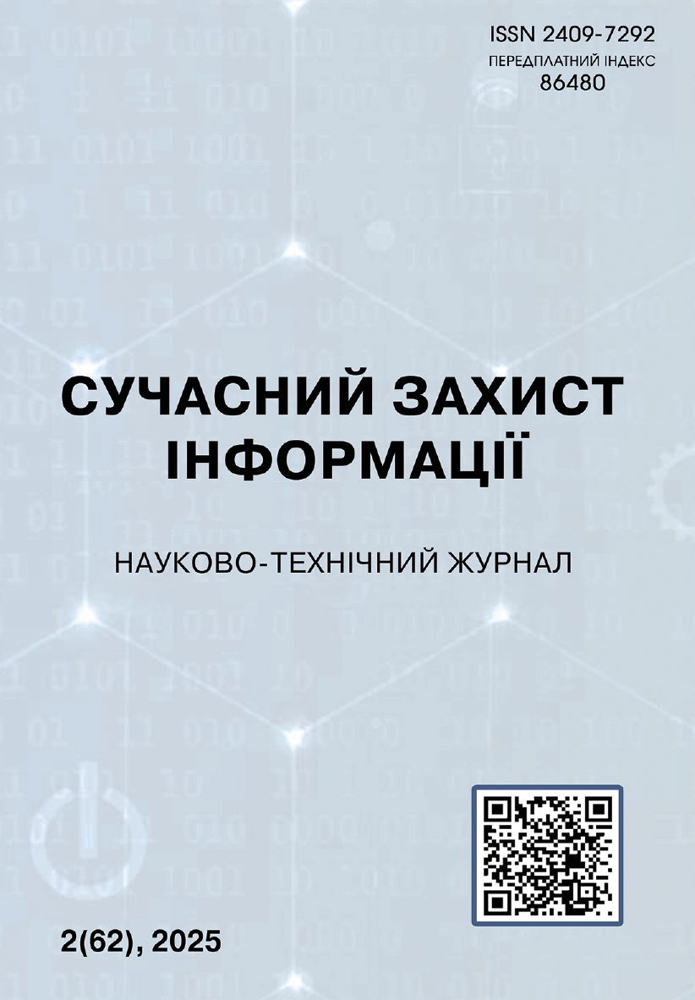 ISSN 2409-7292
ПЕРЕДПЛАТНИЙ ІНДЕКС
86480
СУЧАСНИЙ ЗАХИСТ
ІНФОРМАЦІЇ
НАУКОВО-ТЕХНІЧНИЙ ЖУРНАЛ
2(62), 2025